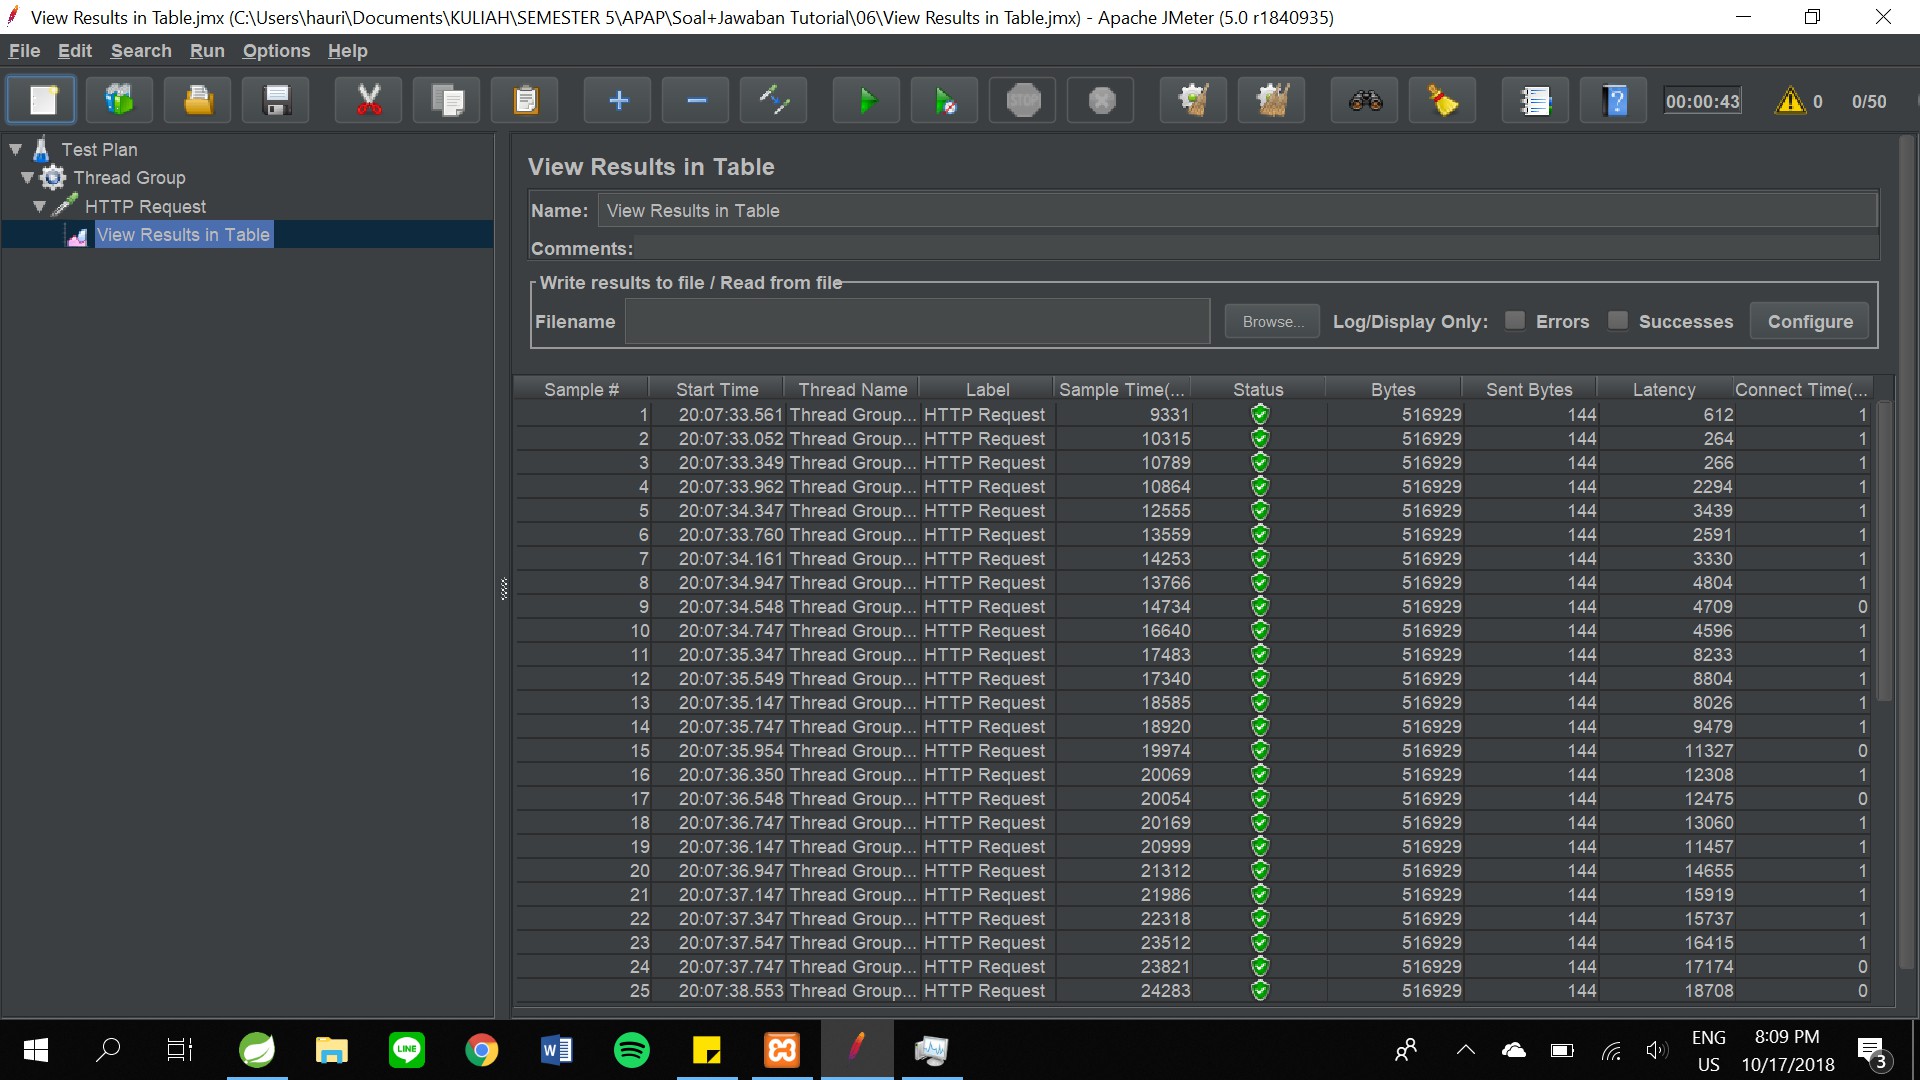 View Results in Table.jmx (C:\Users\hauri\Documents\KULIAH\SEMESTER 5\APAP\Soal+Jawaban Tutorial\06\View Results in Table.jmx) - Apache JMeter (5.0 r1840935)
File Edit Search Run Options Help
STOP 00:00:43 0 0/50
Test Plan
Thread Group
HTTP Request
View Results in Table
View Results in Table
Name: View Results in Table
Comments:
Write results to file / Read from file
Filename Browse... Log/Display Only: Errors Successes Configure
Sample # Start Time Thread Name Label Sample Time(... Status Bytes Sent Bytes Latency Connect Time(...
1 20:07:33.561 Thread Group... HTTP Request 9331 516929 144 612 1
2 20:07:33.052 Thread Group... HTTP Request 10315 516929 144 264 1
3 20:07:33.349 Thread Group... HTTP Request 10789 516929 144 266 1
4 20:07:33.962 Thread Group... HTTP Request 10864 516929 144 2294 1
5 20:07:34.347 Thread Group... HTTP Request 12555 516929 144 3439 1
6 20:07:33.760 Thread Group... HTTP Request 13559 516929 144 2591 1
7 20:07:34.161 Thread Group... HTTP Request 14253 516929 144 3330 1
8 20:07:34.947 Thread Group... HTTP Request 13766 516929 144 4804 1
9 20:07:34.548 Thread Group... HTTP Request 14734 516929 144 4709 0
10 20:07:34.747 Thread Group... HTTP Request 16640 516929 144 4596 1
11 20:07:35.347 Thread Group... HTTP Request 17483 516929 144 8233 1
12 20:07:35.549 Thread Group... HTTP Request 17340 516929 144 8804 1
13 20:07:35.147 Thread Group... HTTP Request 18585 516929 144 8026 1
14 20:07:35.747 Thread Group... HTTP Request 18920 516929 144 9479 1
15 20:07:35.954 Thread Group... HTTP Request 19974 516929 144 11327 0
16 20:07:36.350 Thread Group... HTTP Request 20069 516929 144 12308 1
17 20:07:36.548 Thread Group... HTTP Request 20054 516929 144 12475 0
18 20:07:36.747 Thread Group... HTTP Request 20169 516929 144 13060 1
19 20:07:36.147 Thread Group... HTTP Request 20999 516929 144 11457 1
20 20:07:36.947 Thread Group... HTTP Request 21312 516929 144 14655 1
21 20:07:37.147 Thread Group... HTTP Request 21986 516929 144 15919 1
22 20:07:37.347 Thread Group... HTTP Request 22318 516929 144 15737 1
23 20:07:37.547 Thread Group... HTTP Request 23512 516929 144 16415 1
24 20:07:37.747 Thread Group... HTTP Request 23821 516929 144 17174 0
25 20:07:38.553 Thread Group... HTTP Request 24283 516929 144 18708 0
LINE
ENG 8:09 PM
US 10/17/2018 3